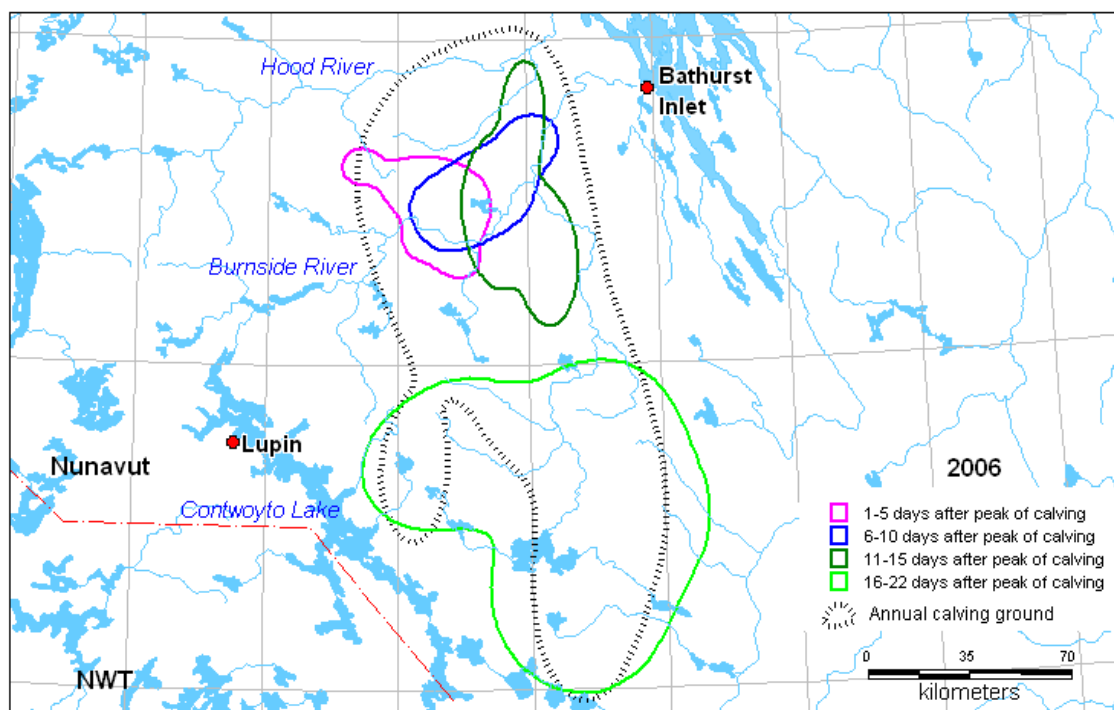 Hood River
Bathurst
Inlet
Burnside River
Lupin
Nunavut
2006
Contwoyto Lake
1-5 days after peak of calving
6-10 days after peak of calving
11-15 days after peak of calving
16-22 days after peak of calving
Annual calving ground
NWT
0 35 70
kilometers